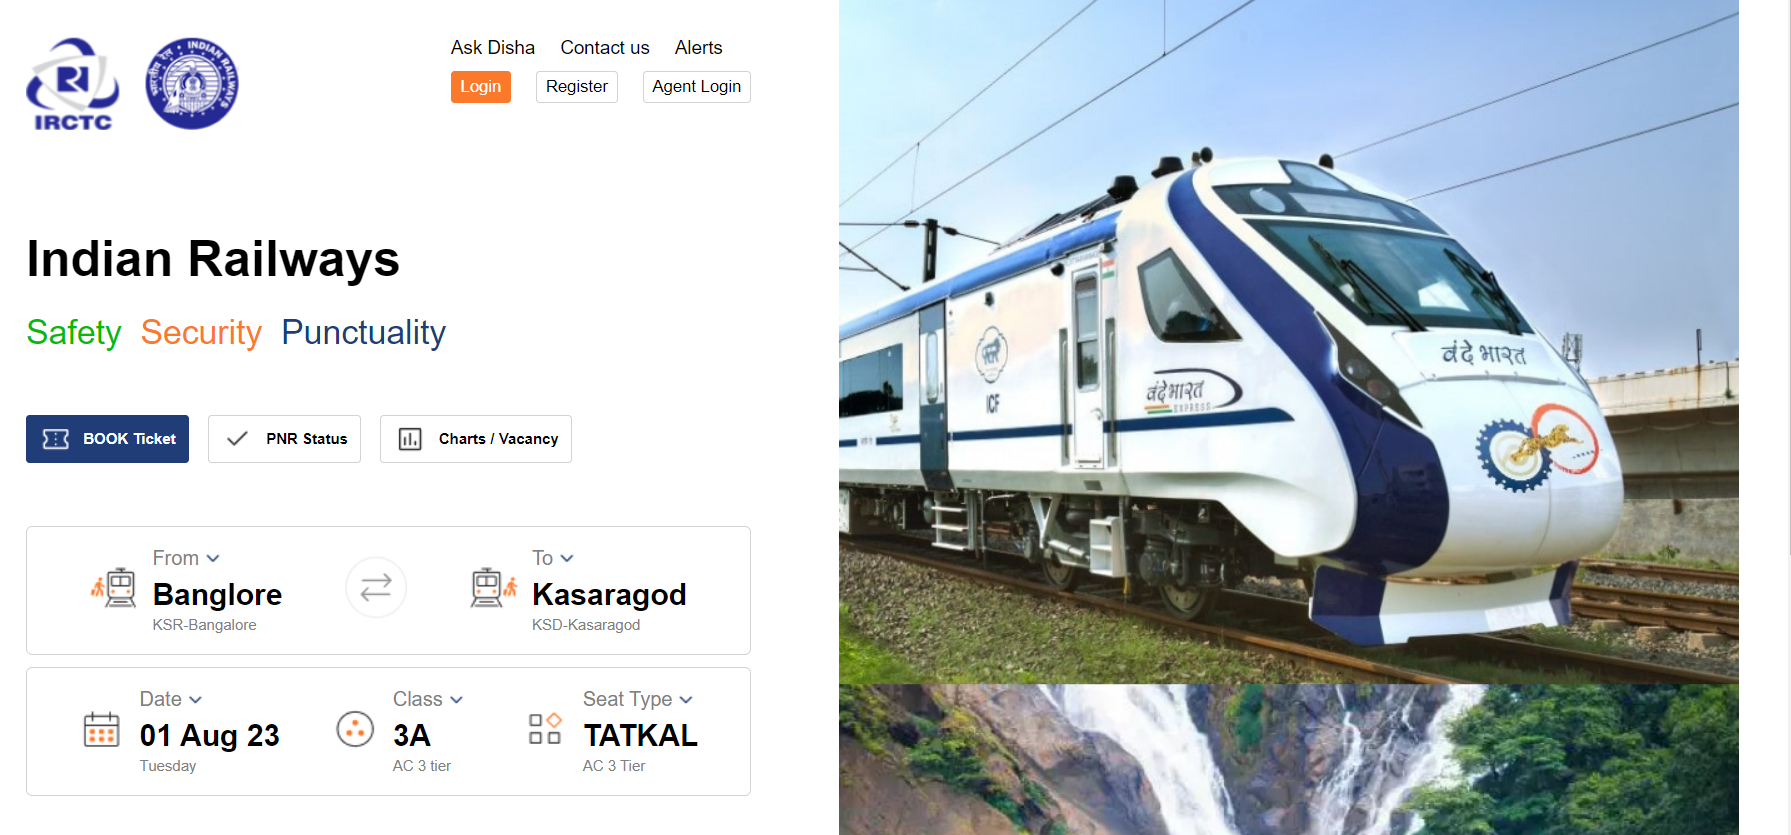 Ask Disha Contact us Alerts
Login Register Agent Login
IRCTC
भारतीय रेल • INDIAN RAILWAYS
Indian Railways
Safety Security Punctuality
BOOK Ticket PNR Status Charts / Vacancy
From To
Banglore Kasaragod
KSR-Bangalore KSD-Kasaragod
Date Class Seat Type
01 Aug 23 3A TATKAL
Tuesday AC 3 tier AC 3 Tier
वंदे भारत
वंदे भारत
EXPRESS
ICF